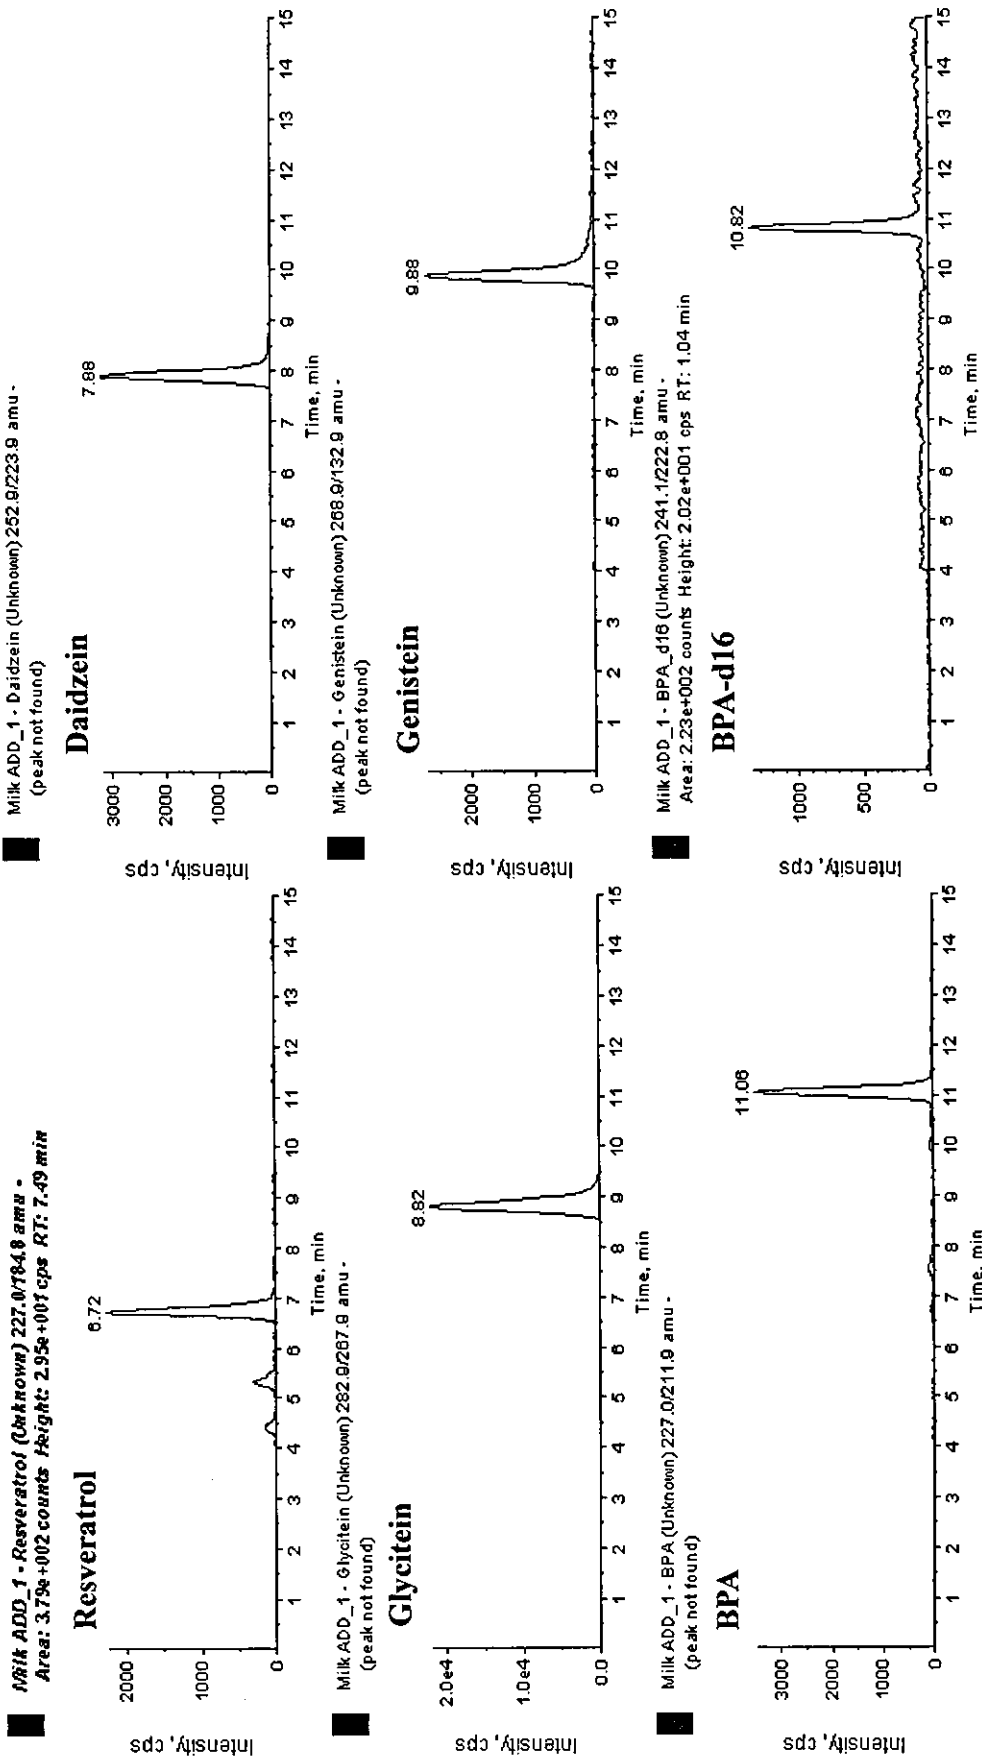 Milk ADD_1 - Resveratrol (Unknown) 227.0/184.8 amu -
Area: 3.79e+002 counts Height: 2.95e+001 cps RT: 7.49 min
Resveratrol
6.72
2000
1000
0
Intensity, cps
1 2 3 4 5 6 7 8 9 10 11 12 13 14 15
Time, min
Milk ADD_1 - Daidzein (Unknown) 252.9/223.9 amu -
(peak not found)
Daidzein
7.88
3000
2000
1000
0
Intensity, cps
1 2 3 4 5 6 7 8 9 10 11 12 13 14 15
Time, min
Milk ADD_1 - Glycitein (Unknown) 282.9/267.9 amu -
(peak not found)
Glycitein
8.82
2.0e4
1.0e4
0.0
Intensity, cps
1 2 3 4 5 6 7 8 9 10 11 12 13 14 15
Time, min
Milk ADD_1 - Genistein (Unknown) 268.9/132.9 amu -
(peak not found)
Genistein
9.88
2000
1000
0
Intensity, cps
1 2 3 4 5 6 7 8 9 10 11 12 13 14 15
Time, min
Milk ADD_1 - BPA (Unknown) 227.0/211.9 amu -
(peak not found)
BPA
11.06
3000
2000
1000
0
Intensity, cps
1 2 3 4 5 6 7 8 9 10 11 12 13 14 15
Time, min
Milk ADD_1 - BPA_d16 (Unknown) 241.1/222.8 amu -
Area: 2.23e+002 counts Height: 2.02e+001 cps RT: 1.04 min
BPA-d16
10.82
1000
500
0
Intensity, cps
1 2 3 4 5 6 7 8 9 10 11 12 13 14 15
Time, min